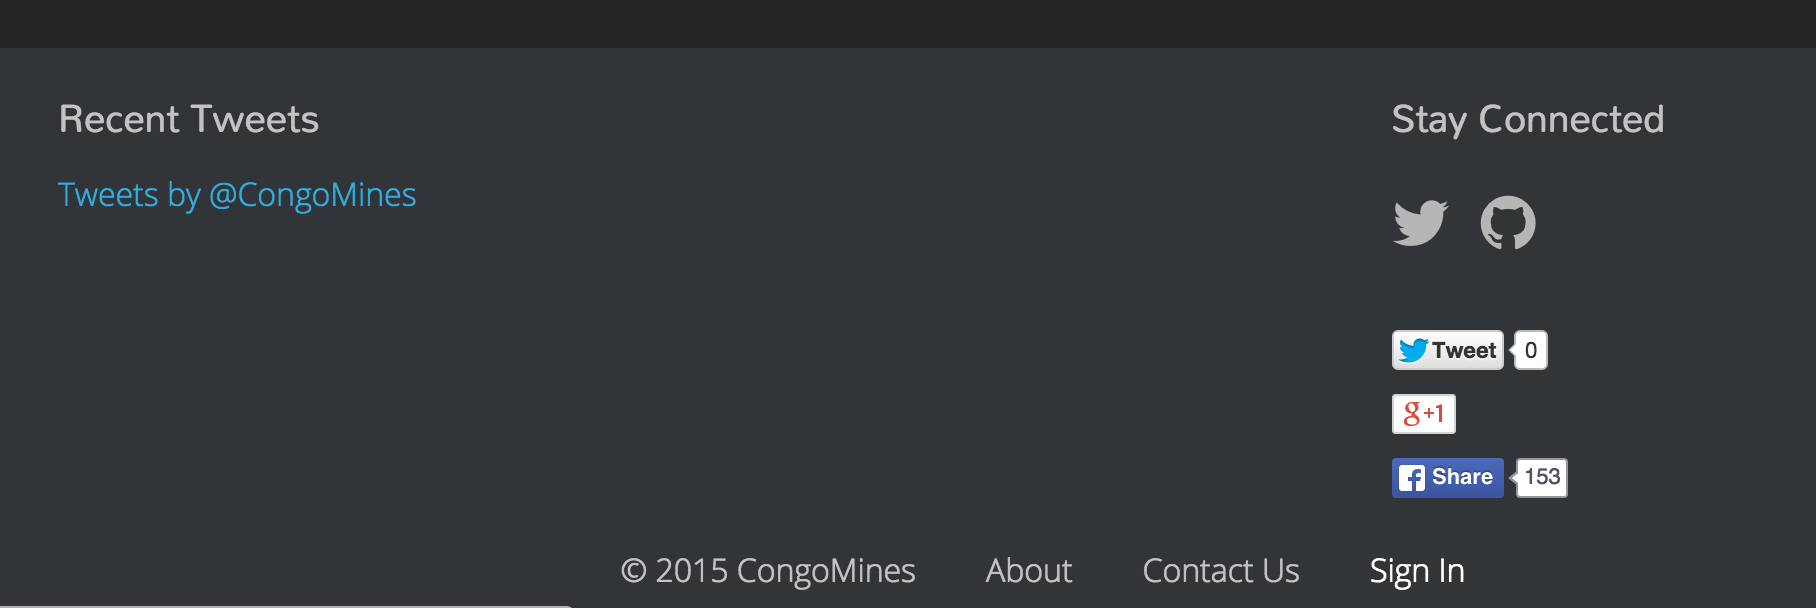 Recent Tweets
Tweets by @CongoMines
Stay Connected
Tweet 0
g+1
Share 153
© 2015 CongoMines About Contact Us Sign In